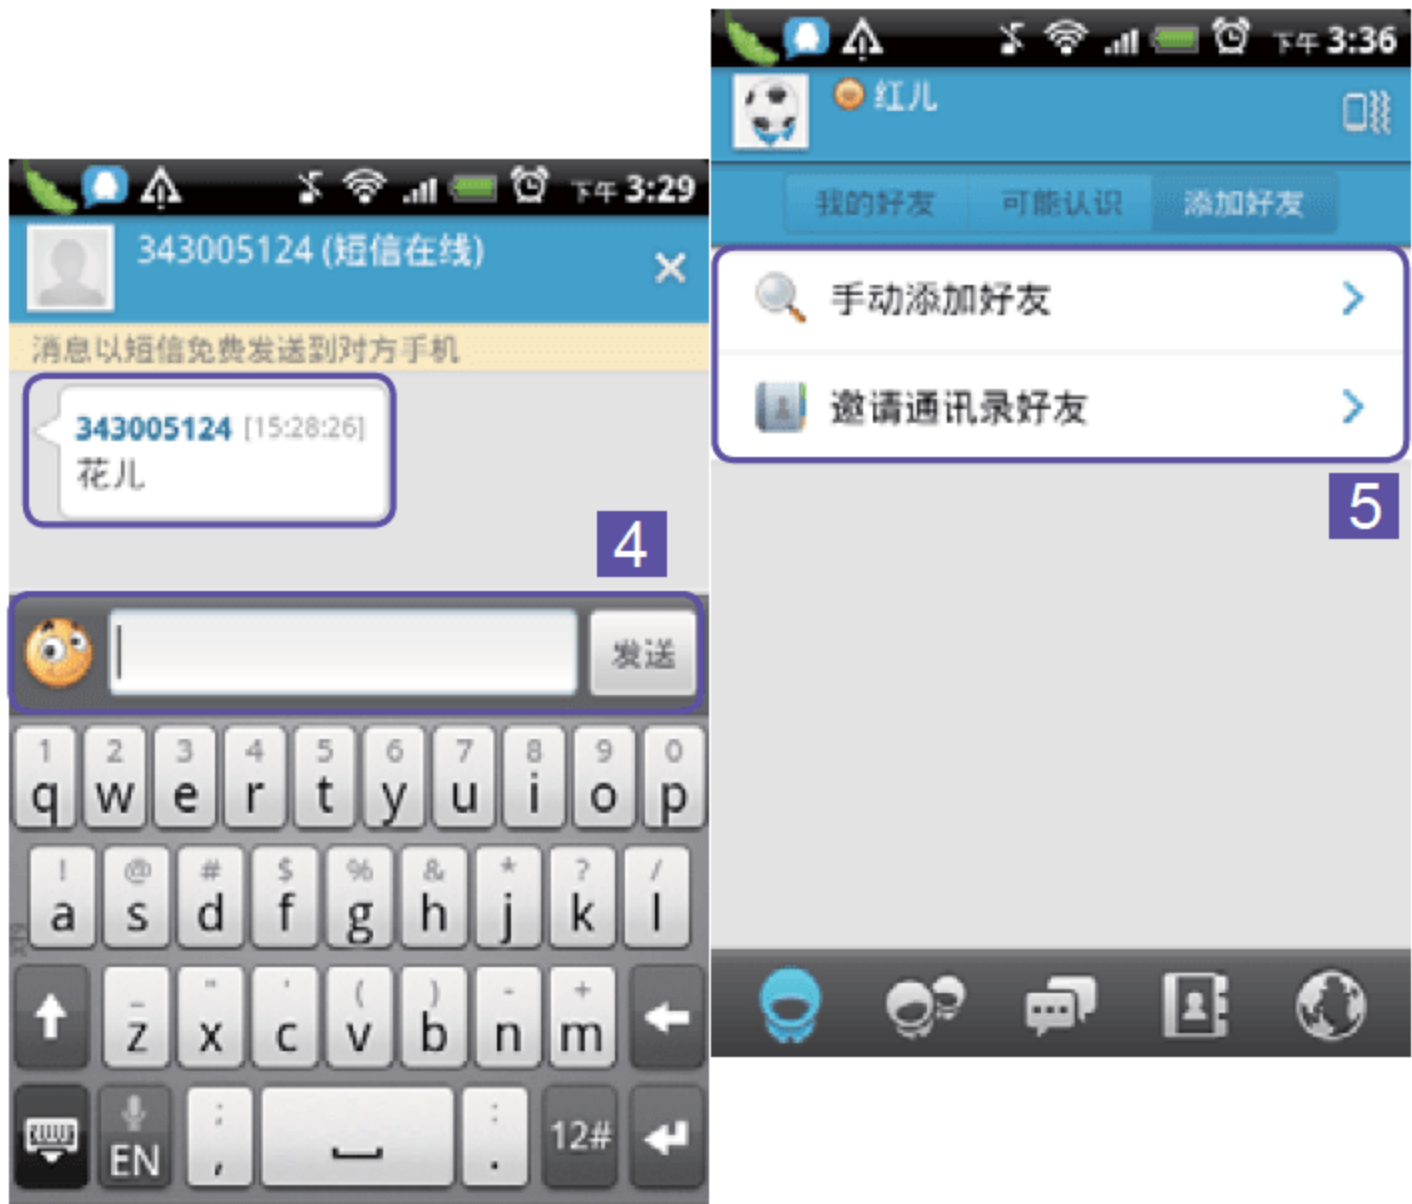 下午 3:29
343005124 (短信在线)
消息以短信免费发送到对方手机
343005124 [15:28:26]
花儿
4
发送
1 2 3 4 5 6 7 8 9 0
q w e r t y u i o p
! @ # $ % & * ? /
a s d f g h j k l
_ " ' ( ) - +
z x c v b n m
; :
EN , . 12#
下午 3:36
红儿
我的好友 可能认识 添加好友
手动添加好友
邀请通讯录好友
5